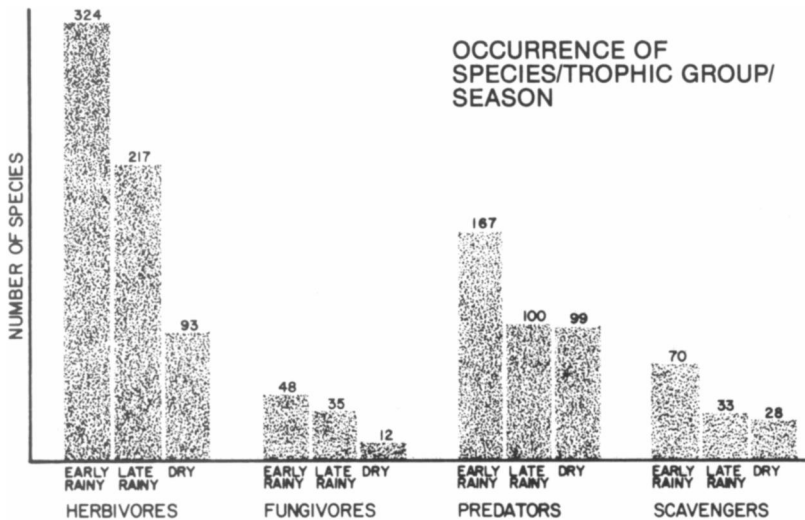 OCCURRENCE OF
SPECIES/TROPHIC GROUP/
SEASON
NUMBER OF SPECIES
324
217
93
48
35
12
167
100
99
70
33
28
EARLY RAINY
LATE RAINY
DRY
EARLY RAINY
LATE RAINY
DRY
EARLY RAINY
LATE RAINY
DRY
EARLY RAINY
LATE RAINY
DRY
HERBIVORES
FUNGIVORES
PREDATORS
SCAVENGERS